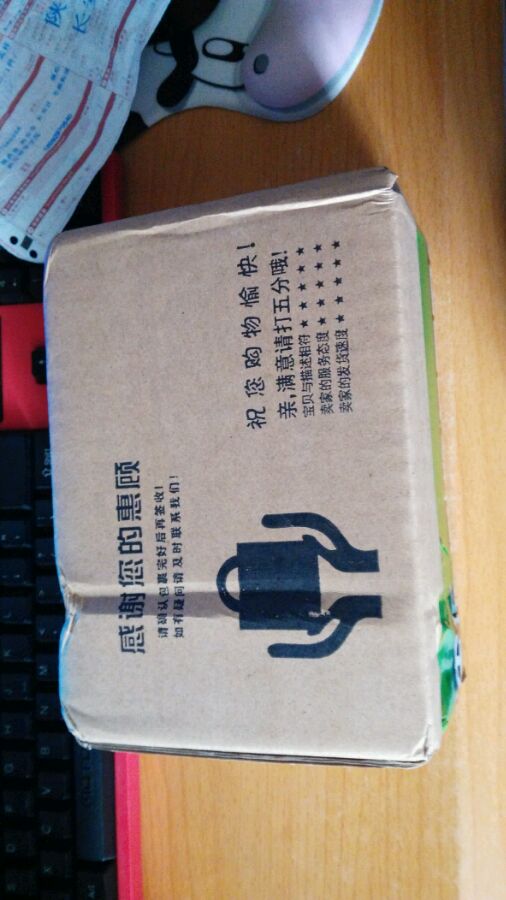 感谢您的惠顾
请确认包裹完好后再签收!
如有疑问请及时联系我们!
祝您购物愉快!
亲,满意请打五分哦!
宝贝与描述相符★★★★★
卖家的服务态度★★★★★
卖家的发货速度★★★★★